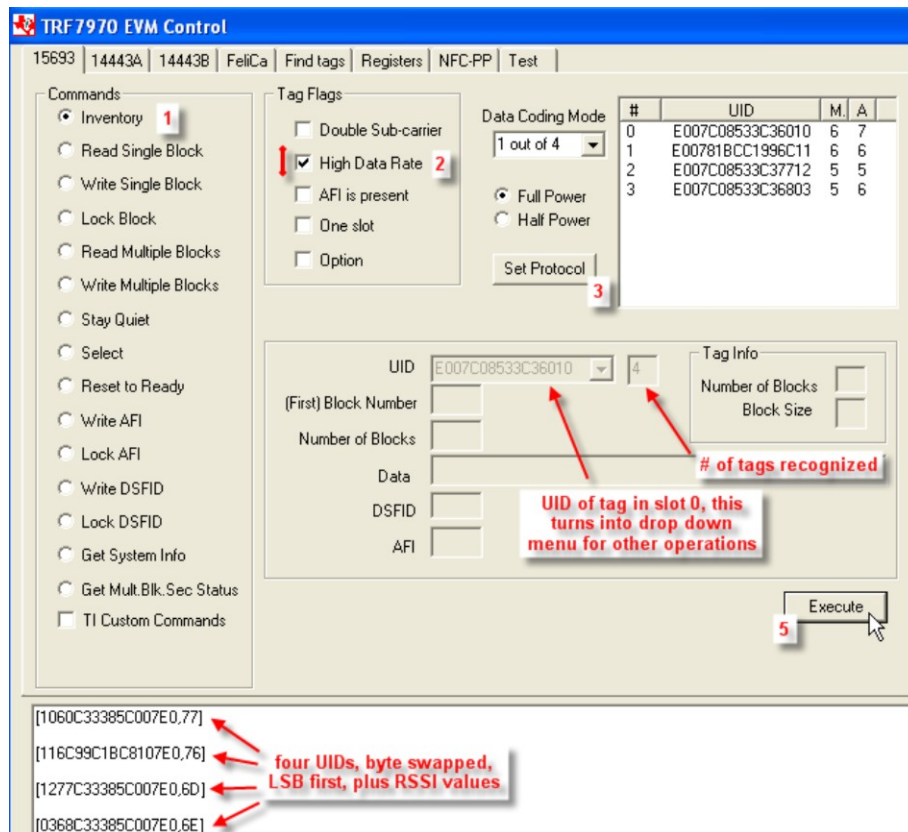 TRF7970 EVM Control
15693 14443A 14443B FeliCa Find tags Registers NFC-PP Test
Commands
Inventory 1
Read Single Block
Write Single Block
Lock Block
Read Multiple Blocks
Write Multiple Blocks
Stay Quiet
Select
Reset to Ready
Write AFI
Lock AFI
Write DSFID
Lock DSFID
Get System Info
Get Mult.Blk.Sec Status
TI Custom Commands
Tag Flags
Double Sub-carrier
High Data Rate 2
AFI is present
One slot
Option
Data Coding Mode
1 out of 4
Full Power
Half Power
Set Protocol
3
# UID M. A
0 E007C08533C36010 6 7
1 E00781BCC1996C11 6 6
2 E007C08533C37712 5 5
3 E007C08533C36803 5 6
UID E007C08533C36010 4
(First) Block Number
Number of Blocks
Data
DSFID
AFI
Tag Info
Number of Blocks
Block Size
# of tags recognized
UID of tag in slot 0, this
turns into drop down
menu for other operations
Execute
5
[1060C33385C007E0,77]
[116C99C1BC8107E0,76]
[1277C33385C007E0,6D]
[0368C33385C007E0,6E]
four UIDs, byte swapped,
LSB first, plus RSSI values